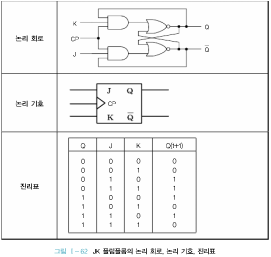 논리 회로
K
CP
J
Q
Q̅
논리 기호
J Q
CP
K Q̅
진리표
Q J K Q(t+1)
0 0 0 0
0 0 1 0
0 1 0 1
0 1 1 1
1 0 0 1
1 0 1 0
1 1 0 1
1 1 1 0
그림 Ⅰ-62 JK 플립플롭의 논리 회로, 논리 기호, 진리표